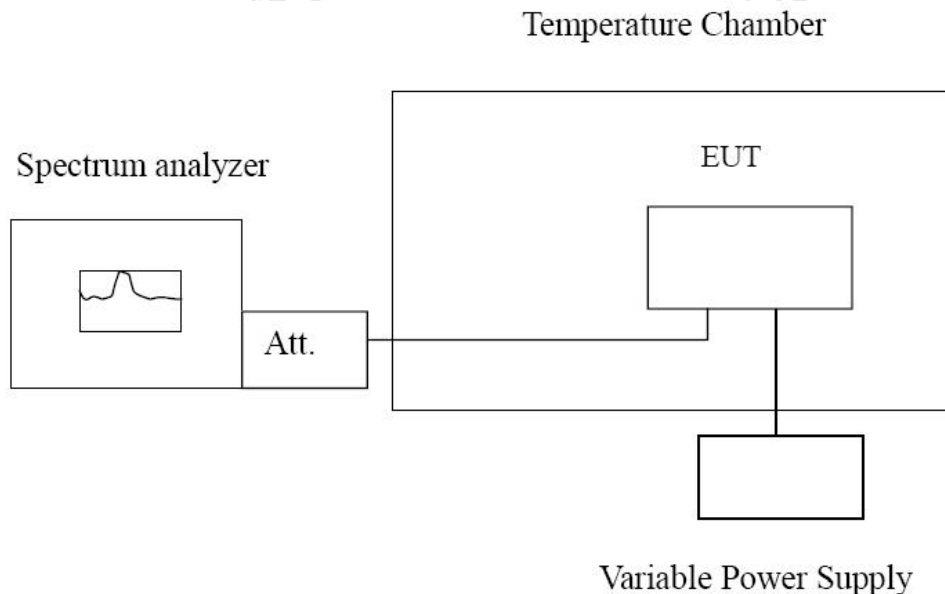 Temperature Chamber
Spectrum analyzer
EUT
Att.
Variable Power Supply